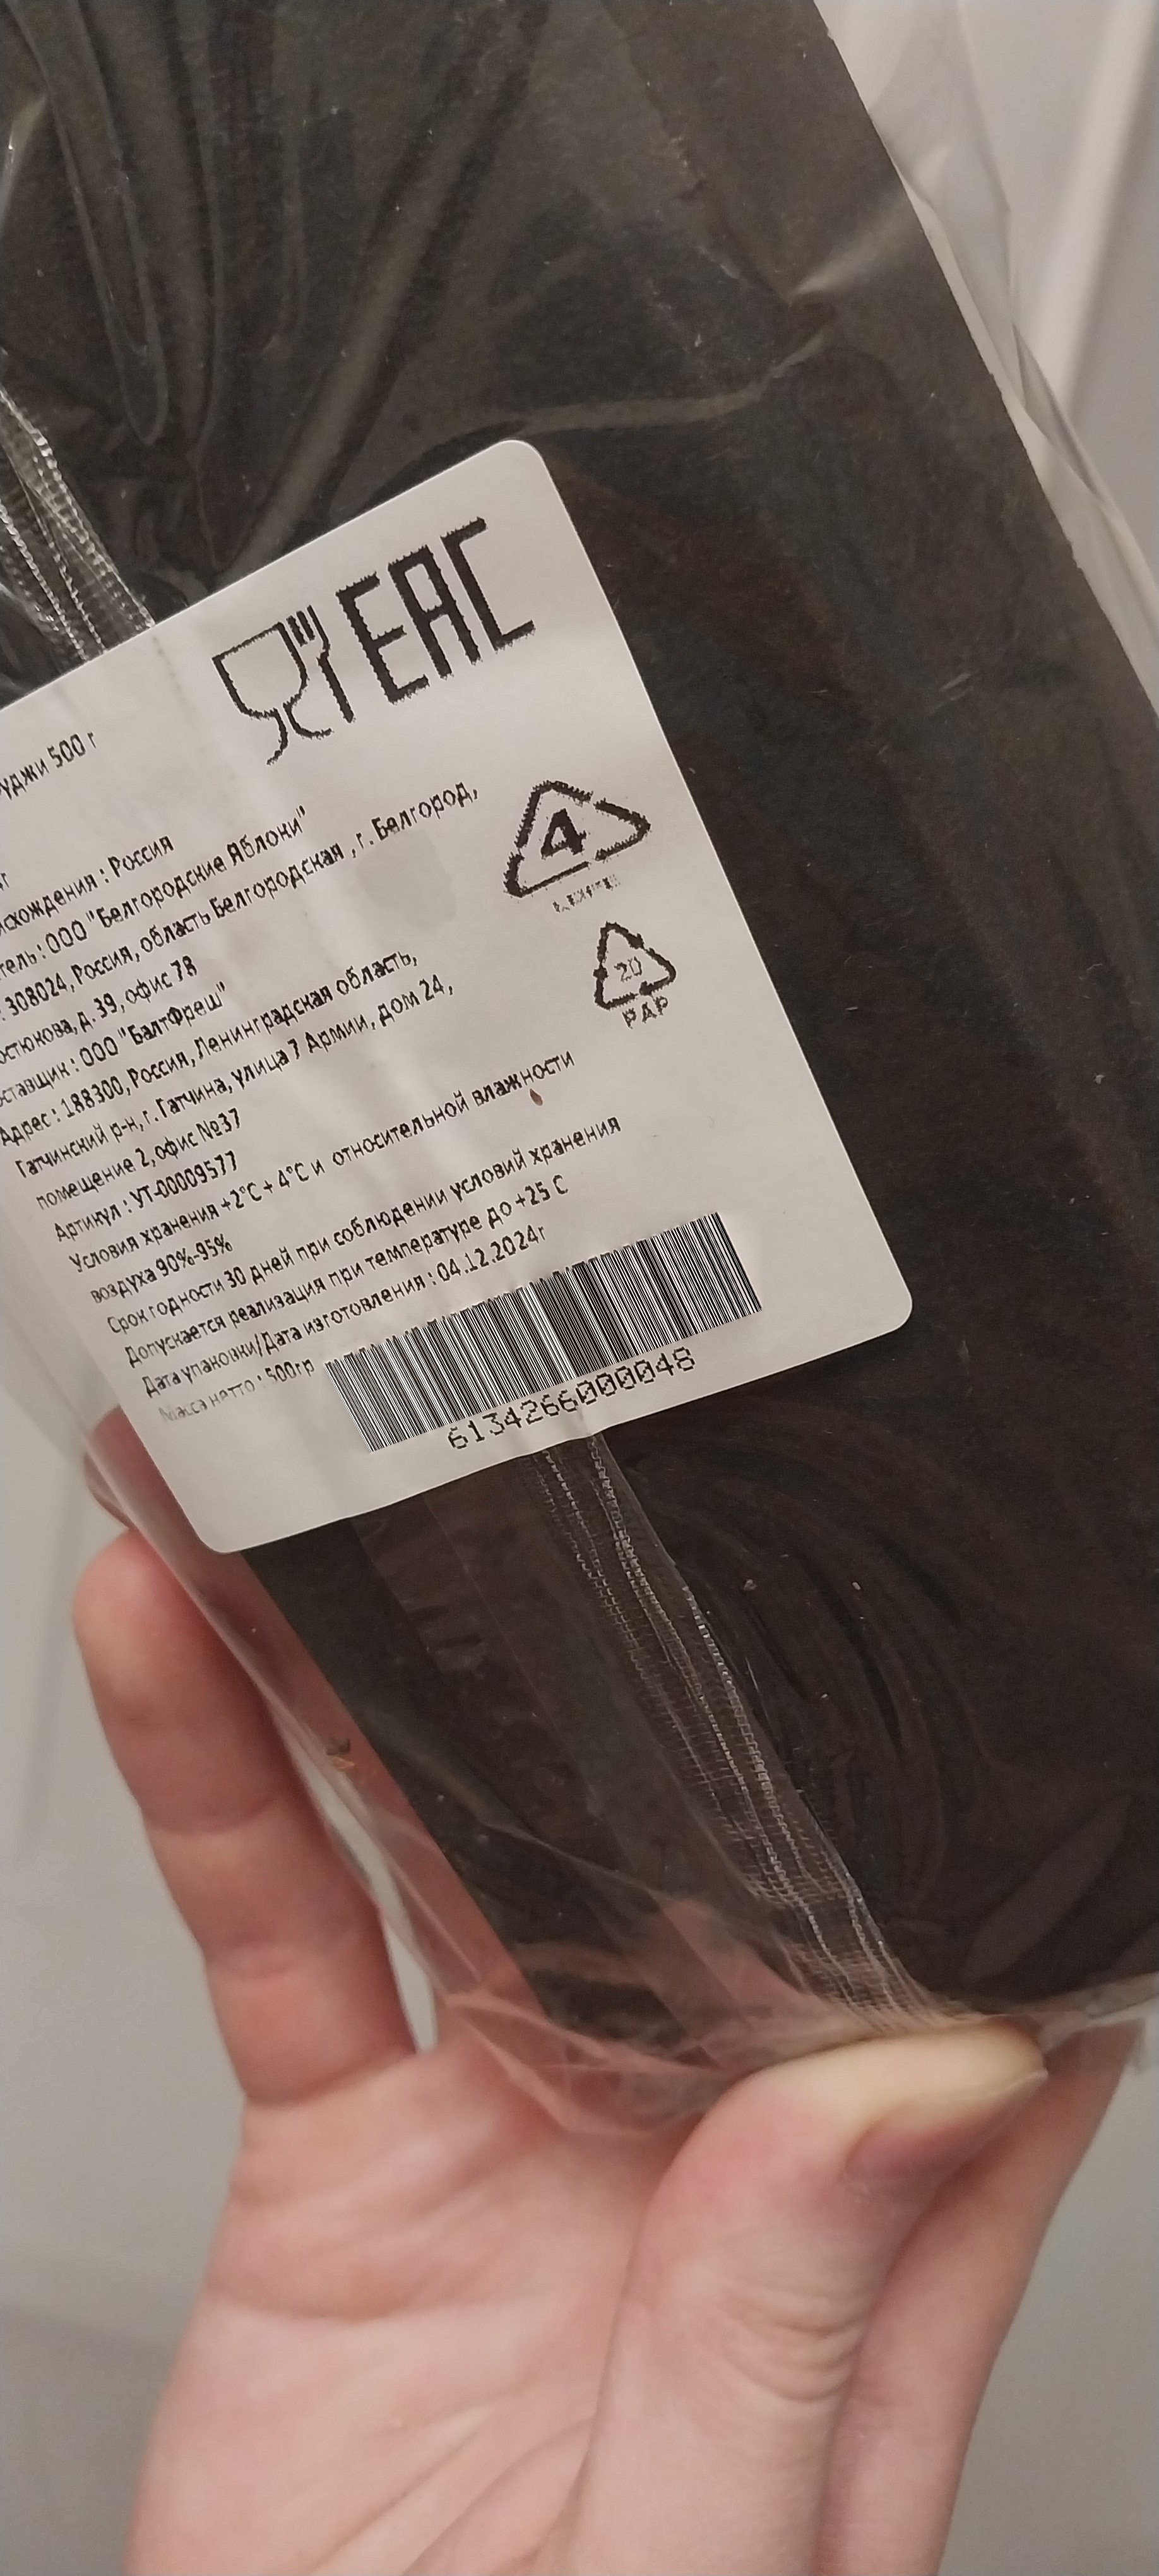 EAC
уджи 500 г
4
20
PAP
исхождения : Россия
тель : ООО "Белгородские Яблоки"
: 308024, Россия, область Белгородская , г. Белгород,
остюкова, д. 39, офис 78
оставщик : ООО "БалтФреш"
Адрес : 188300, Россия, Ленинградская область,
Гатчинский р-н, г. Гатчина, улица 7 Армии, дом 24,
помещение 2, офис №37
Артикул : УТ-00009577
Условия хранения +2°C + 4°C и относительной влажности
воздуха 90%-95%
Срок годности 30 дней при соблюдении условий хранения
Допускается реализация при температуре до +25 С
Дата упаковки/Дата изготовления : 04.12.2024г
Масса нетто : 500гр
6134266000048